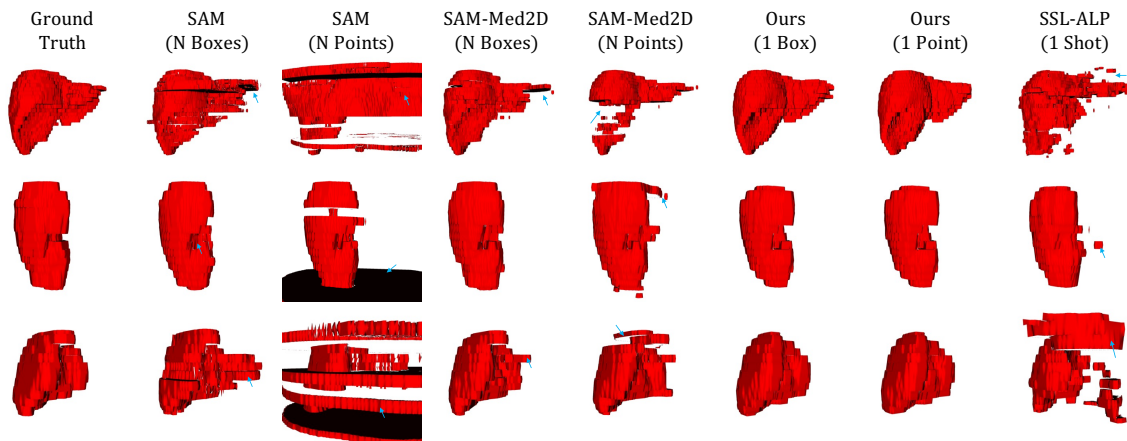 Ground
Truth
SAM
(N Boxes)
SAM
(N Points)
SAM-Med2D
(N Boxes)
SAM-Med2D
(N Points)
Ours
(1 Box)
Ours
(1 Point)
SSL-ALP
(1 Shot)